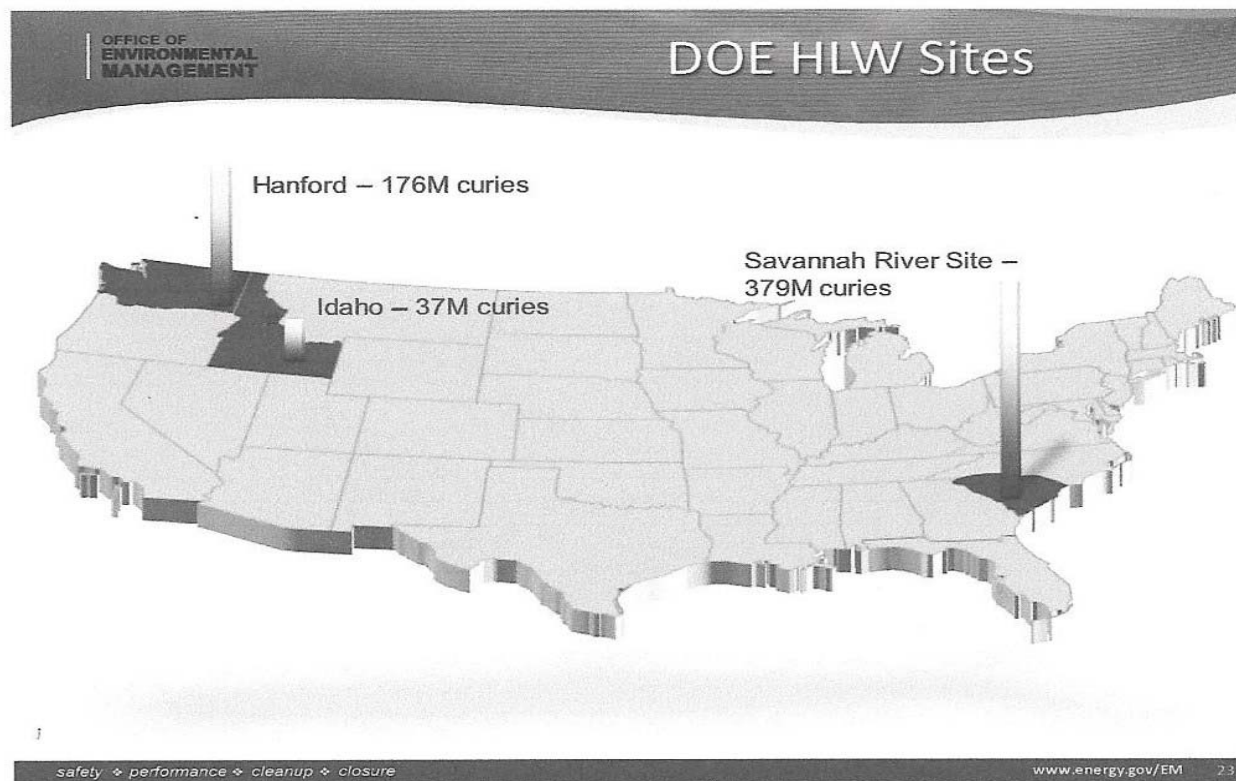 OFFICE OF
ENVIRONMENTAL
MANAGEMENT
DOE HLW Sites
Hanford – 176M curies
Idaho – 37M curies
Savannah River Site –
379M curies
safety ❖ performance ❖ cleanup ❖ closure
www.energy.gov/EM 23